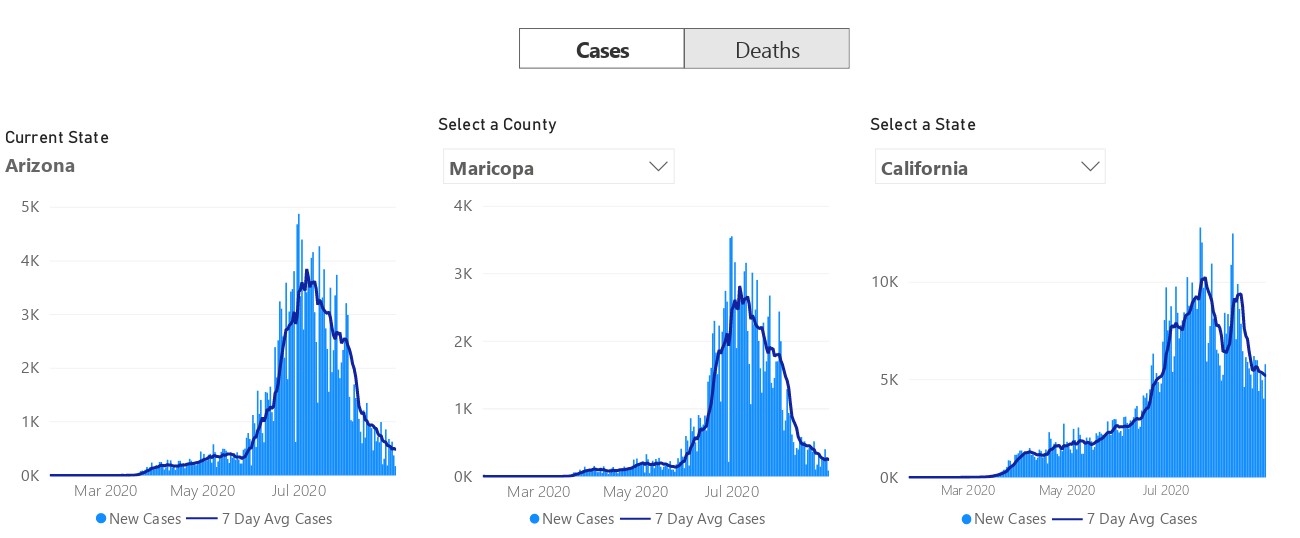 Cases Deaths
Current State
Arizona
5K
4K
3K
2K
1K
0K
Mar 2020 May 2020 Jul 2020
New Cases 7 Day Avg Cases
Select a County
Maricopa
4K
3K
2K
1K
0K
Mar 2020 May 2020 Jul 2020
New Cases 7 Day Avg Cases
Select a State
California
10K
5K
0K
Mar 2020 May 2020 Jul 2020
New Cases 7 Day Avg Cases